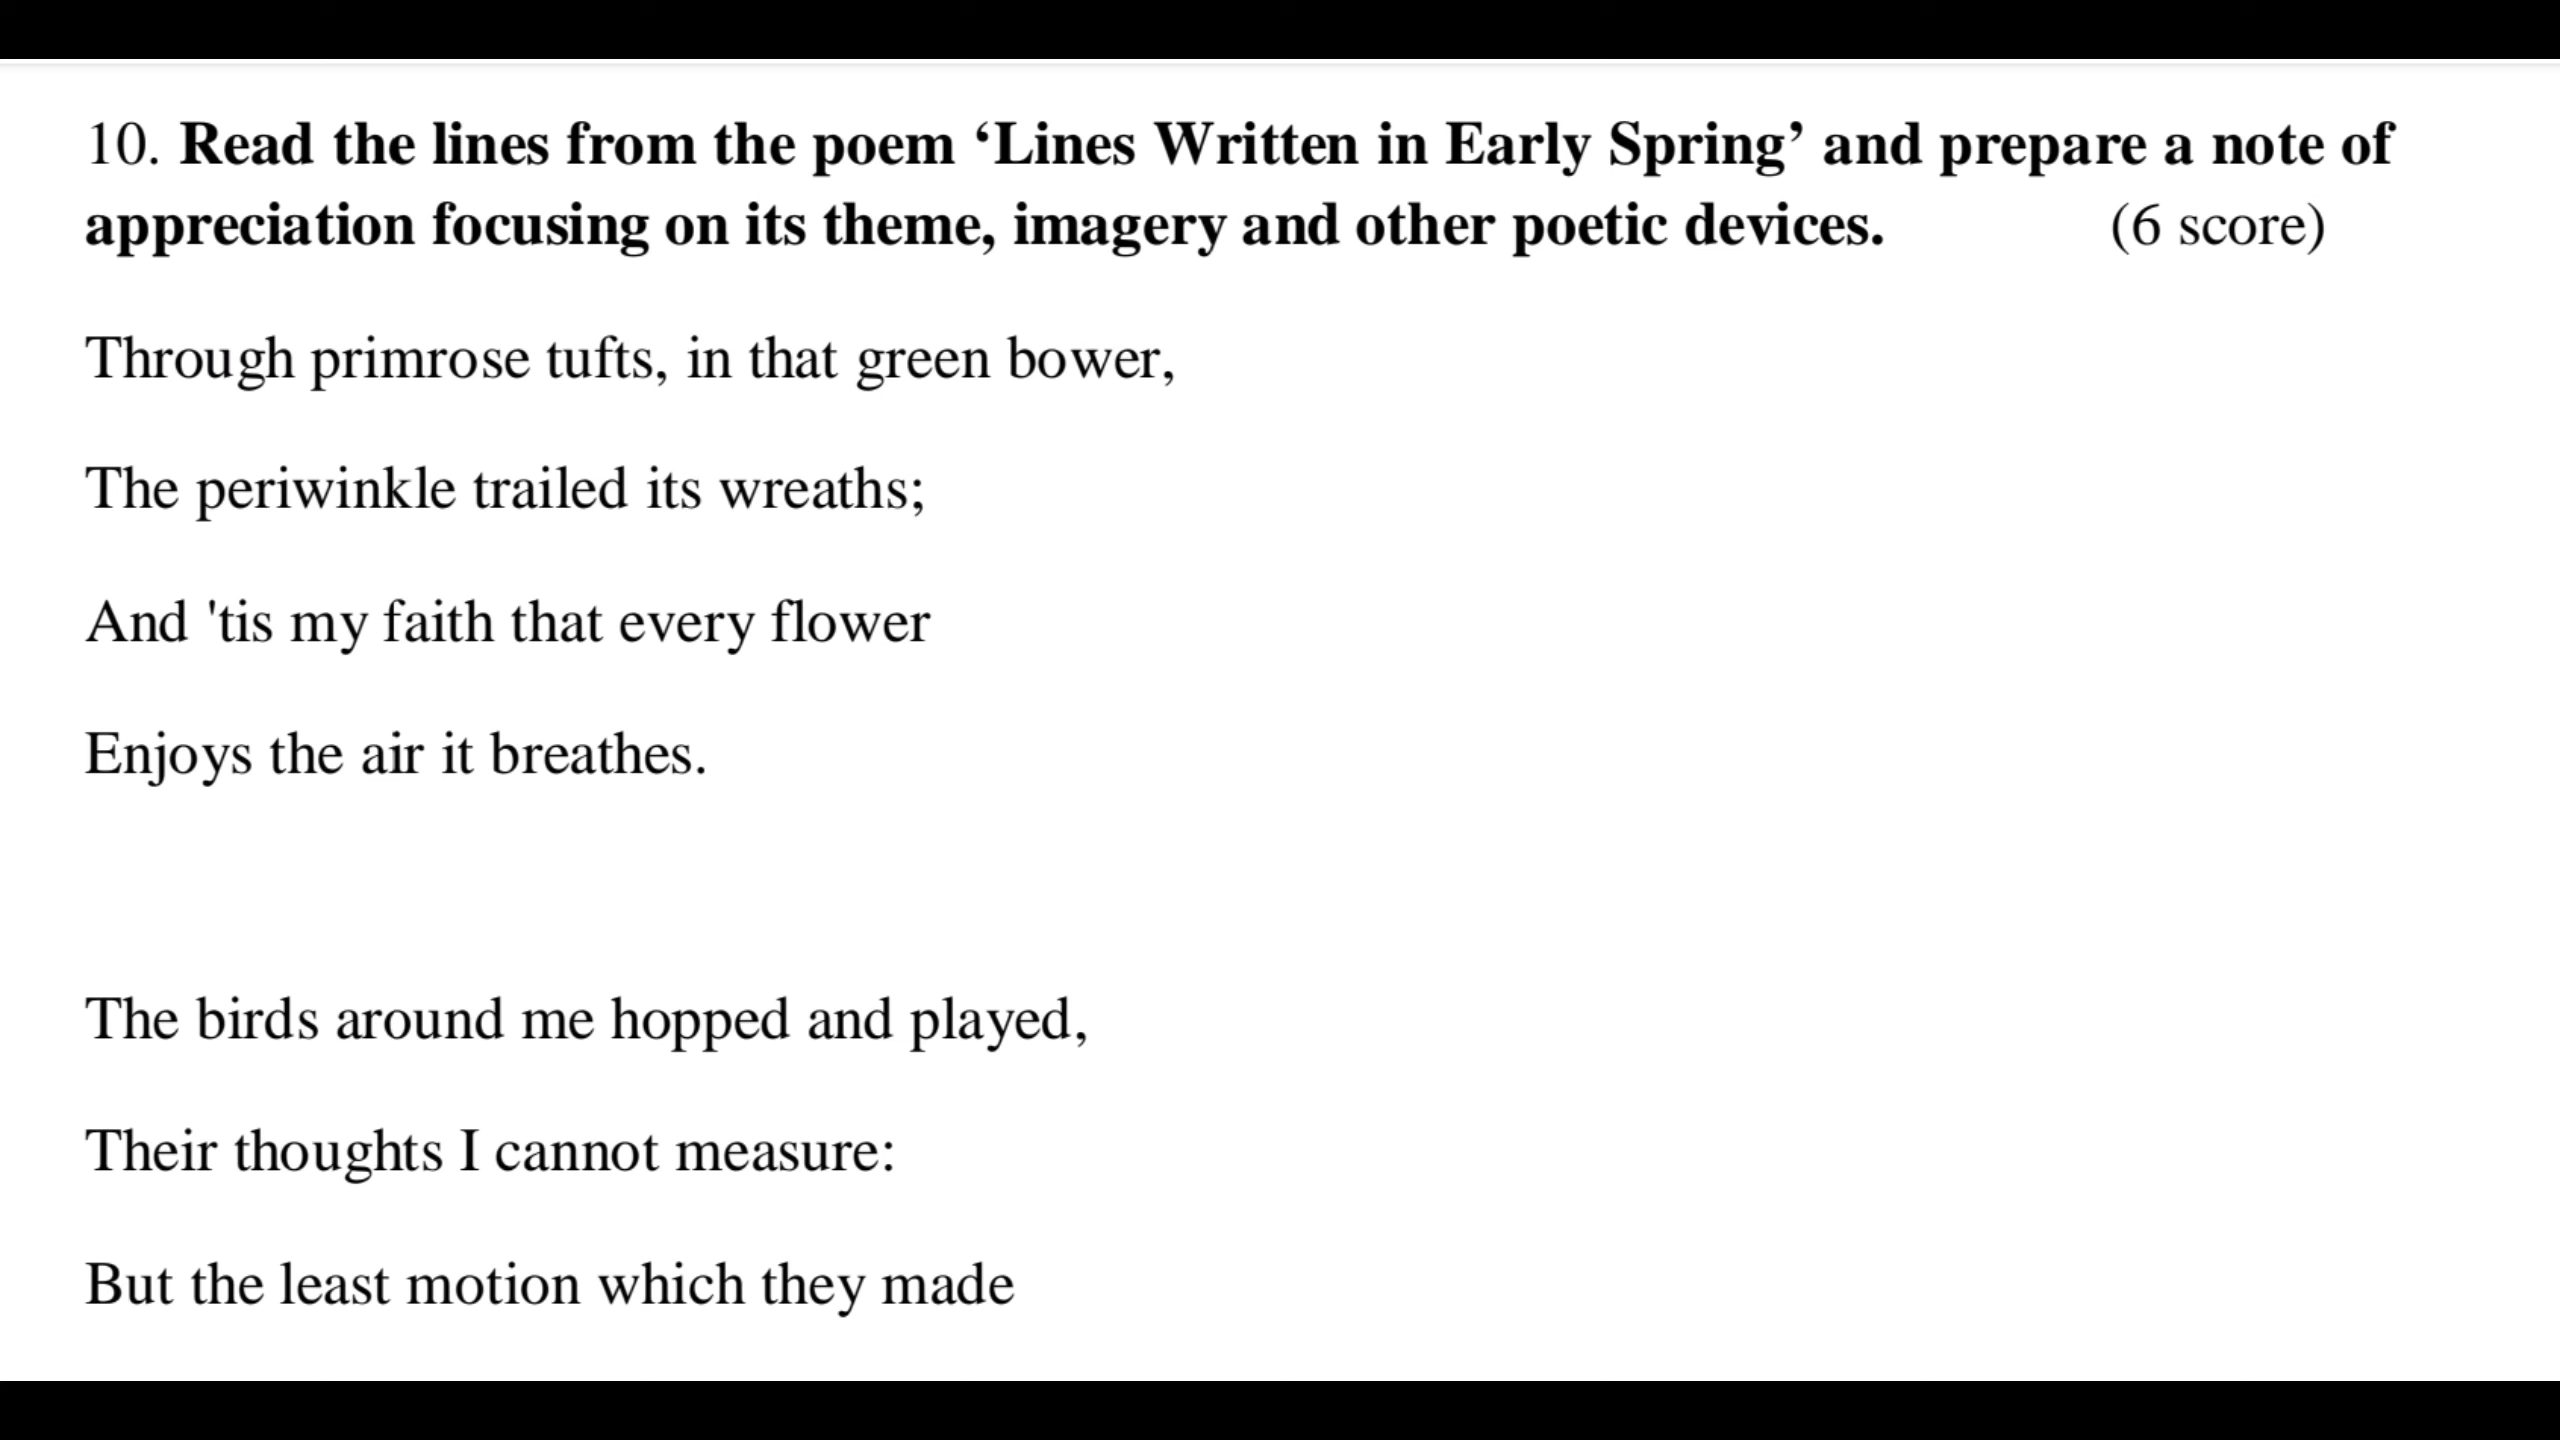 10. Read the lines from the poem ‘Lines Written in Early Spring’ and prepare a note of
appreciation focusing on its theme, imagery and other poetic devices. (6 score)
Through primrose tufts, in that green bower,
The periwinkle trailed its wreaths;
And 'tis my faith that every flower
Enjoys the air it breathes.
The birds around me hopped and played,
Their thoughts I cannot measure:
But the least motion which they made